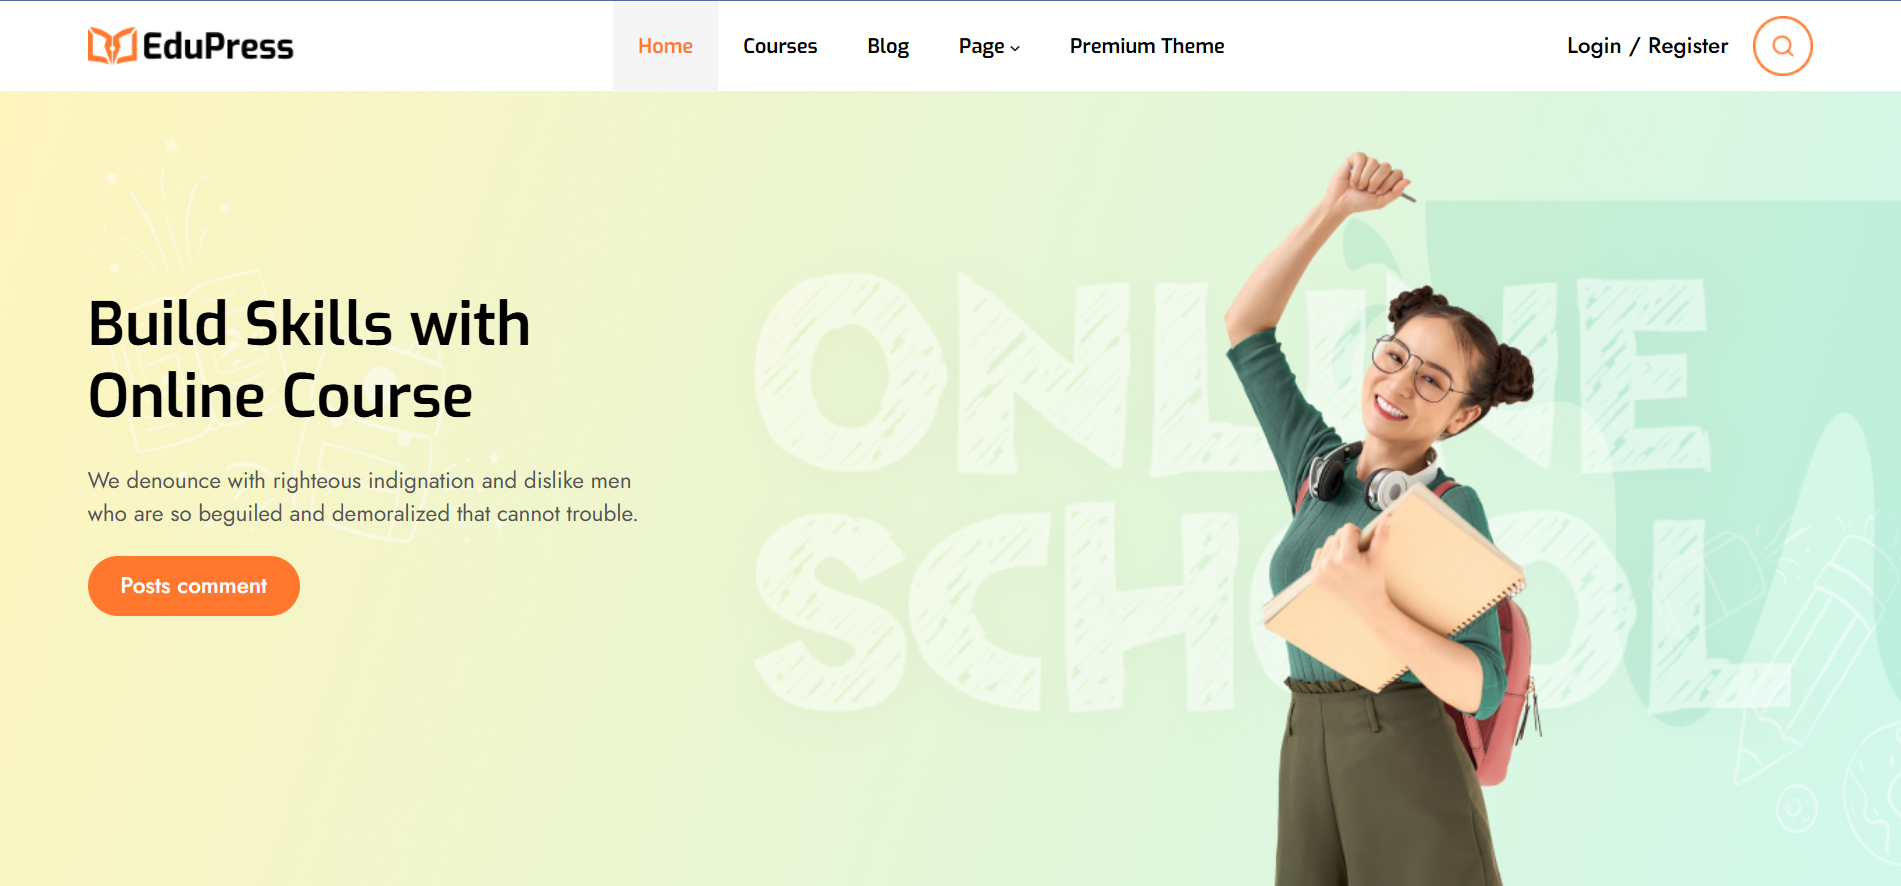 EduPress
Home
Courses
Blog
Page
Premium Theme
Login / Register
Build Skills with
Online Course
We denounce with righteous indignation and dislike men
who are so beguiled and demoralized that cannot trouble.
Posts comment
ONLINE
SCHOOL